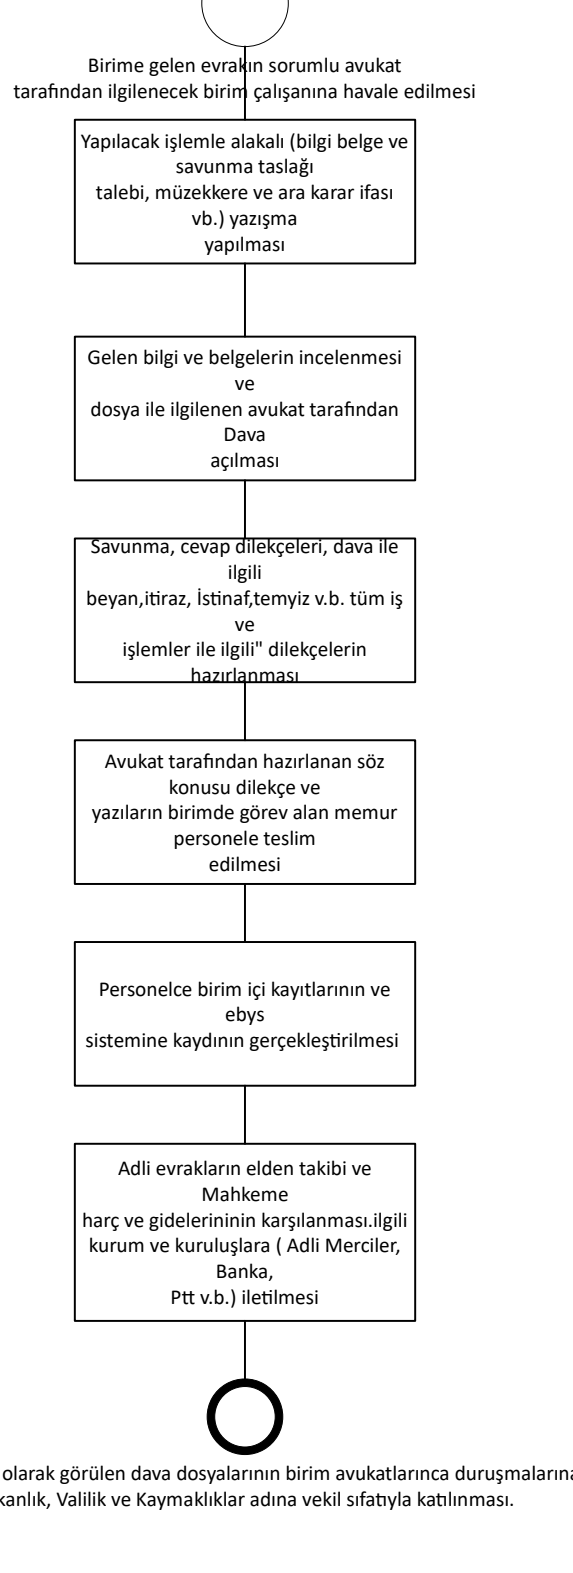 Birime gelen evrakın sorumlu avukat
tarafından ilgilenecek birim çalışanına havale edilmesi
Yapılacak işlemle alakalı (bilgi belge ve
savunma taslağı
talebi, müzekkere ve ara karar ifası
vb.) yazışma
yapılması
Gelen bilgi ve belgelerin incelenmesi
ve
dosya ile ilgilenen avukat tarafından
Dava
açılması
Savunma, cevap dilekçeleri, dava ile
ilgili
beyan,itiraz, İstinaf,temyiz v.b. tüm iş
ve
işlemler ile ilgili" dilekçelerin
hazırlanması
Avukat tarafından hazırlanan söz
konusu dilekçe ve
yazıların birimde görev alan memur
personele teslim
edilmesi
Personelce birim içi kayıtlarının ve
ebys
sistemine kaydının gerçekleştirilmesi
Adli evrakların elden takibi ve
Mahkeme
harç ve gidelerininin karşılanması.ilgili
kurum ve kuruluşlara ( Adli Merciler,
Banka,
Ptt v.b.) iletilmesi
olarak görülen dava dosyalarının birim avukatlarınca duruşmalarına
kanlık, Valilik ve Kaymaklıklar adına vekil sıfatıyla katılınması.